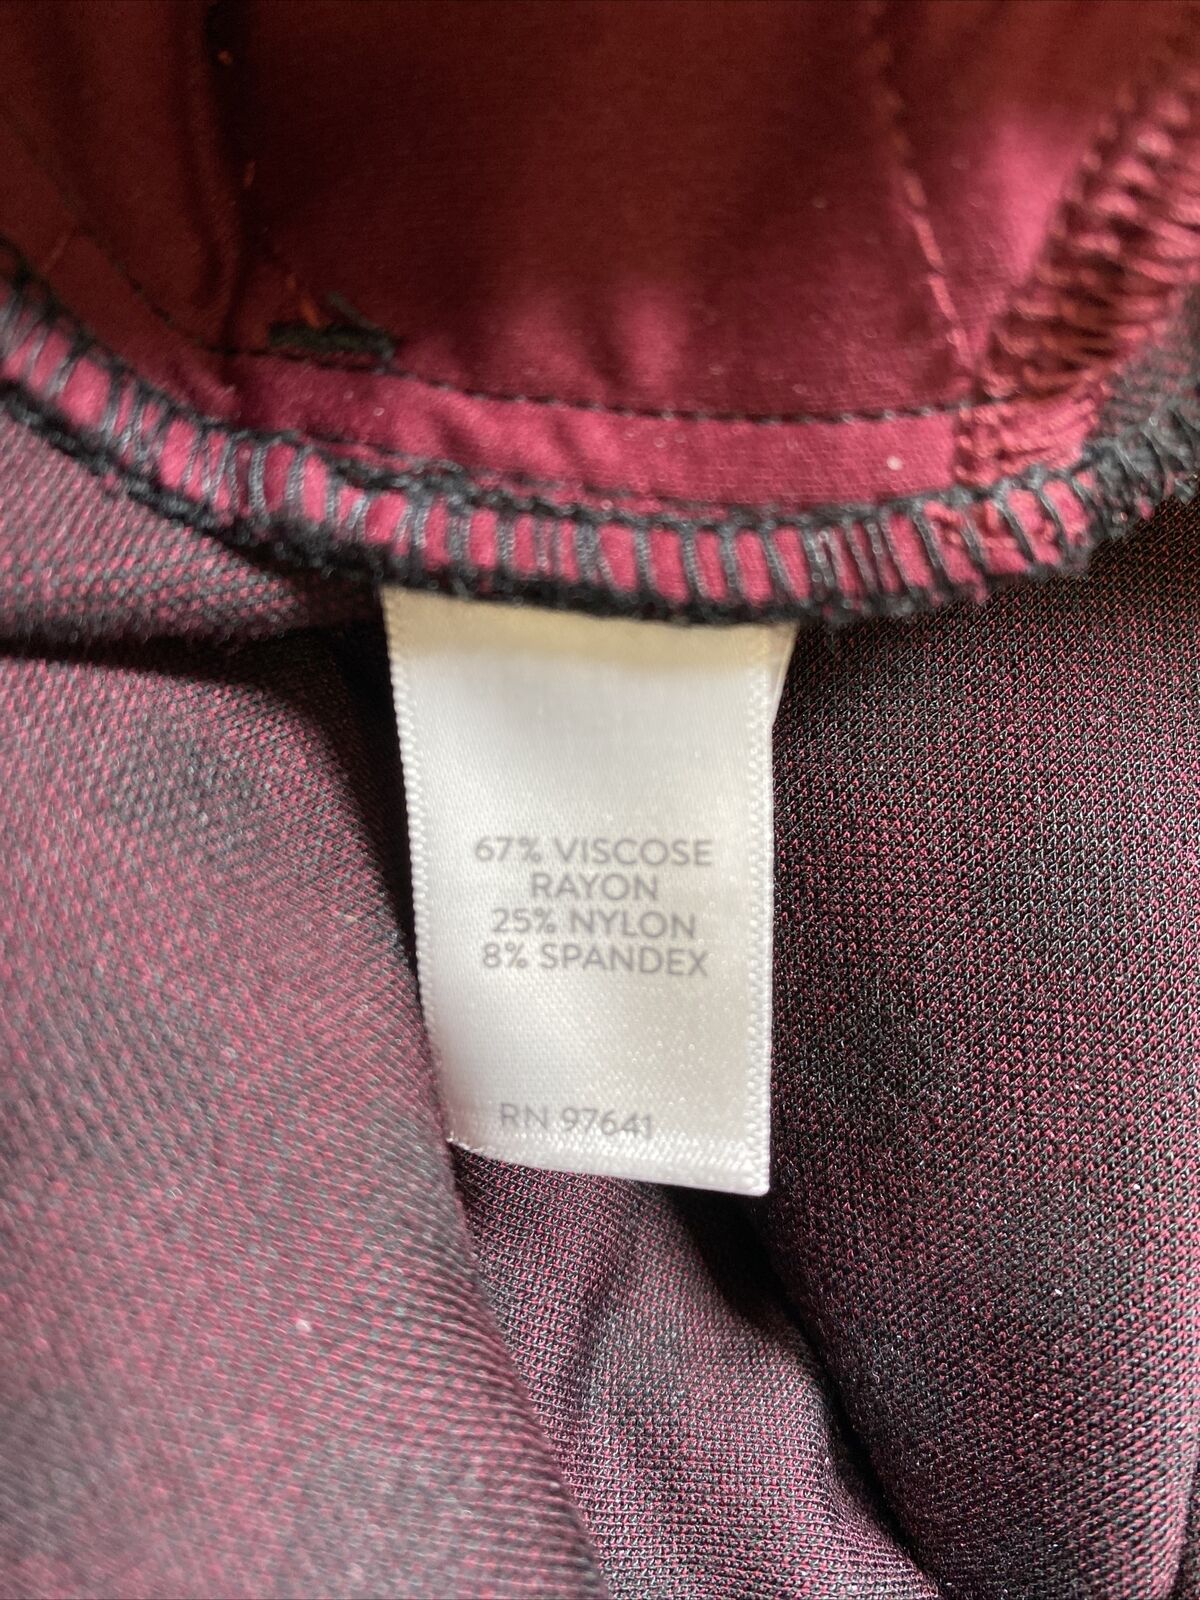 67% VISCOSE
RAYON
25% NYLON
8% SPANDEX
RN 97641